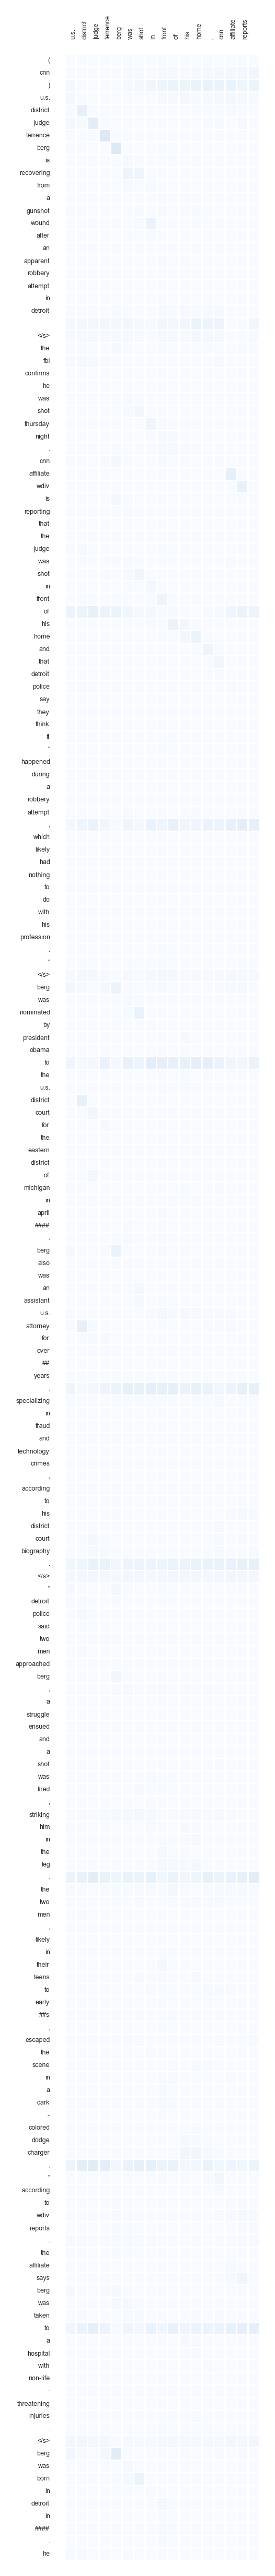 u.s. district judge terrence berg was shot in front of his home , cnn affiliate reports
(
cnn
)
u.s.
district
judge
terrence
berg
is
recovering
from
a
gunshot
wound
after
an
apparent
robbery
attempt
in
detroit
.
</s>
the
fbi
confirms
he
was
shot
thursday
night
.
cnn
affiliate
wdiv
is
reporting
that
the
judge
was
shot
in
front
of
his
home
and
that
detroit
police
say
they
think
it
"
happened
during
a
robbery
attempt
,
which
likely
had
nothing
to
do
with
his
profession
.
"
</s>
berg
was
nominated
by
president
obama
to
the
u.s.
district
court
for
the
eastern
district
of
michigan
in
april
####
.
berg
also
was
an
assistant
u.s.
attorney
for
over
##
years
,
specializing
in
fraud
and
technology
crimes
,
according
to
his
district
court
biography
.
</s>
"
detroit
police
said
two
men
approached
berg
,
a
struggle
ensued
and
a
shot
was
fired
,
striking
him
in
the
leg
.
the
two
men
,
likely
in
their
teens
to
early
##s
,
escaped
the
scene
in
a
dark
-
colored
dodge
charger
,
"
according
to
wdiv
reports
.
the
affiliate
says
berg
was
taken
to
a
hospital
with
non-life
-
threatening
injuries
.
</s>
berg
was
born
in
detroit
in
####
.
he